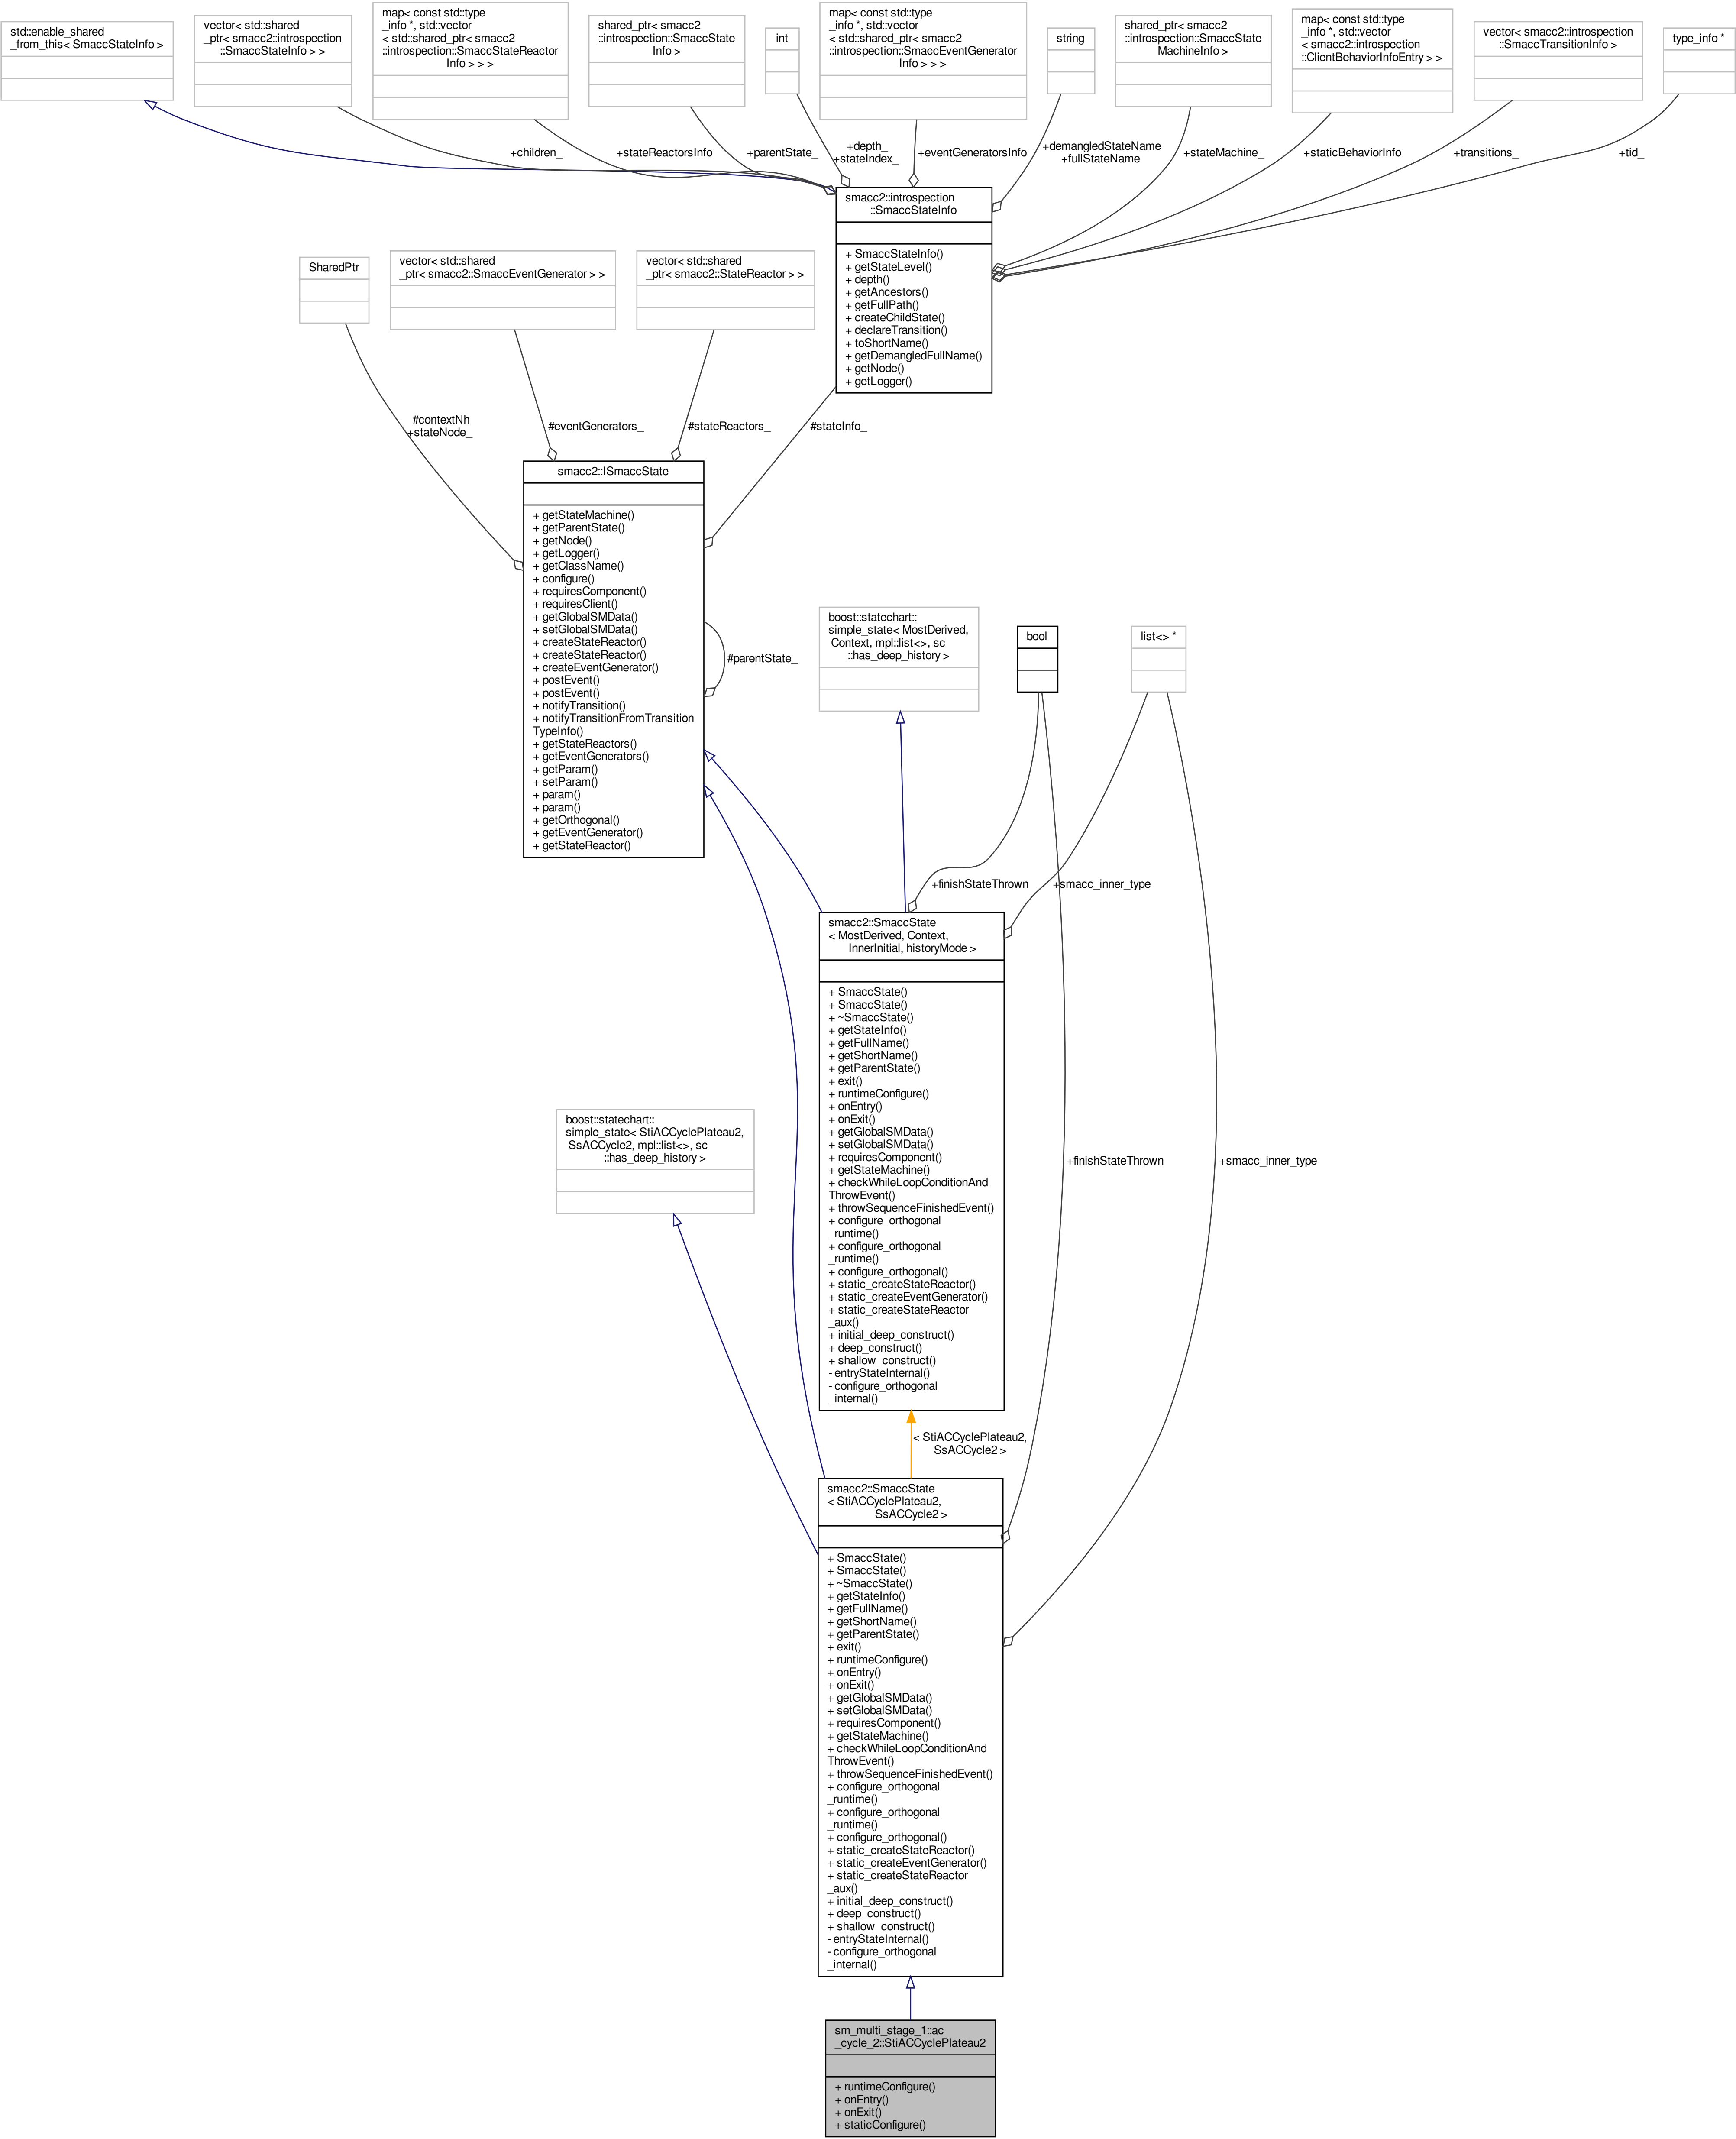 std::enable_shared
_from_this< SmaccStateInfo >
vector< std::shared
_ptr< smacc2::introspection
::SmaccStateInfo > >
map< const std::type
_info *, std::vector
< std::shared_ptr< smacc2
::introspection::SmaccStateReactor
Info > > >
shared_ptr< smacc2
::introspection::SmaccState
Info >
int
map< const std::type
_info *, std::vector
< std::shared_ptr< smacc2
::introspection::SmaccEventGenerator
Info > > >
string
shared_ptr< smacc2
::introspection::SmaccState
MachineInfo >
map< const std::type
_info *, std::vector
< smacc2::introspection
::ClientBehaviorInfoEntry > >
vector< smacc2::introspection
::SmaccTransitionInfo >
type_info *
+children_
+stateReactorsInfo
+parentState_
+depth_
+stateIndex_
+eventGeneratorsInfo
+demangledStateName
+fullStateName
+stateMachine_
+staticBehaviorInfo
+transitions_
+tid_
smacc2::introspection
::SmaccStateInfo
+ SmaccStateInfo()
+ getStateLevel()
+ depth()
+ getAncestors()
+ getFullPath()
+ createChildState()
+ declareTransition()
+ toShortName()
+ getDemangledFullName()
+ getNode()
+ getLogger()
SharedPtr
vector< std::shared
_ptr< smacc2::SmaccEventGenerator > >
vector< std::shared
_ptr< smacc2::StateReactor > >
#contextNh
+stateNode_
#eventGenerators_
#stateReactors_
#stateInfo_
smacc2::ISmaccState
+ getStateMachine()
+ getParentState()
+ getNode()
+ getLogger()
+ getClassName()
+ configure()
+ requiresComponent()
+ requiresClient()
+ getGlobalSMData()
+ setGlobalSMData()
+ createStateReactor()
+ createStateReactor()
+ createEventGenerator()
+ postEvent()
+ postEvent()
+ notifyTransition()
+ notifyTransitionFromTransition
TypeInfo()
+ getStateReactors()
+ getEventGenerators()
+ getParam()
+ setParam()
+ param()
+ param()
+ getOrthogonal()
+ getEventGenerator()
+ getStateReactor()
#parentState_
boost::statechart::
simple_state< MostDerived,
Context, mpl::list<>, sc
::has_deep_history >
bool
list<> *
+finishStateThrown
+smacc_inner_type
smacc2::SmaccState
< MostDerived, Context,
InnerInitial, historyMode >
+ SmaccState()
+ SmaccState()
+ ~SmaccState()
+ getStateInfo()
+ getFullName()
+ getShortName()
+ getParentState()
+ exit()
+ runtimeConfigure()
+ onEntry()
+ onExit()
+ getGlobalSMData()
+ setGlobalSMData()
+ requiresComponent()
+ getStateMachine()
+ checkWhileLoopConditionAnd
ThrowEvent()
+ throwSequenceFinishedEvent()
+ configure_orthogonal
_runtime()
+ configure_orthogonal
_runtime()
+ configure_orthogonal()
+ static_createStateReactor()
+ static_createEventGenerator()
+ static_createStateReactor
_aux()
+ initial_deep_construct()
+ deep_construct()
+ shallow_construct()
- entryStateInternal()
- configure_orthogonal
_internal()
boost::statechart::
simple_state< StiACCyclePlateau2,
SsACCycle2, mpl::list<>, sc
::has_deep_history >
+finishStateThrown
+smacc_inner_type
< StiACCyclePlateau2,
SsACCycle2 >
smacc2::SmaccState
< StiACCyclePlateau2,
SsACCycle2 >
+ SmaccState()
+ SmaccState()
+ ~SmaccState()
+ getStateInfo()
+ getFullName()
+ getShortName()
+ getParentState()
+ exit()
+ runtimeConfigure()
+ onEntry()
+ onExit()
+ getGlobalSMData()
+ setGlobalSMData()
+ requiresComponent()
+ getStateMachine()
+ checkWhileLoopConditionAnd
ThrowEvent()
+ throwSequenceFinishedEvent()
+ configure_orthogonal
_runtime()
+ configure_orthogonal
_runtime()
+ configure_orthogonal()
+ static_createStateReactor()
+ static_createEventGenerator()
+ static_createStateReactor
_aux()
+ initial_deep_construct()
+ deep_construct()
+ shallow_construct()
- entryStateInternal()
- configure_orthogonal
_internal()
sm_multi_stage_1::ac
_cycle_2::StiACCyclePlateau2
+ runtimeConfigure()
+ onEntry()
+ onExit()
+ staticConfigure()